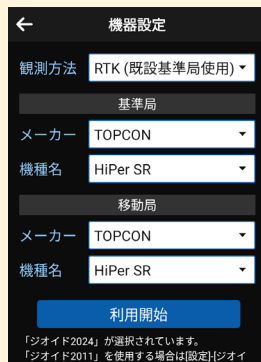 機器設定
観測方法 RTK (既設基準局使用)
基準局
メーカー TOPCON
機種名 HiPer SR
移動局
メーカー TOPCON
機種名 HiPer SR
利用開始
「ジオイド2024」が選択されています。
「ジオイド2011」を使用する場合は[設定]-[ジオイ